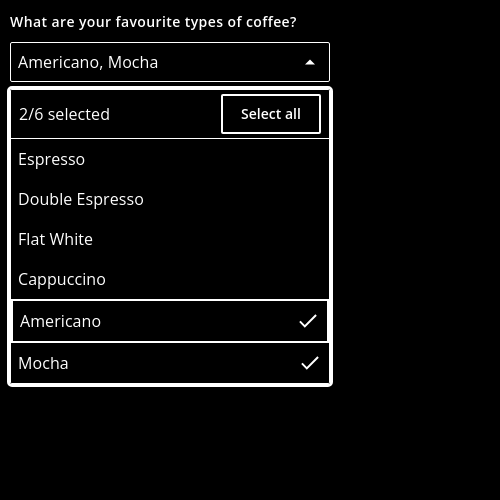 What are your favourite types of coffee?
Americano, Mocha
2/6 selected
Select all
Espresso
Double Espresso
Flat White
Cappuccino
Americano
Mocha